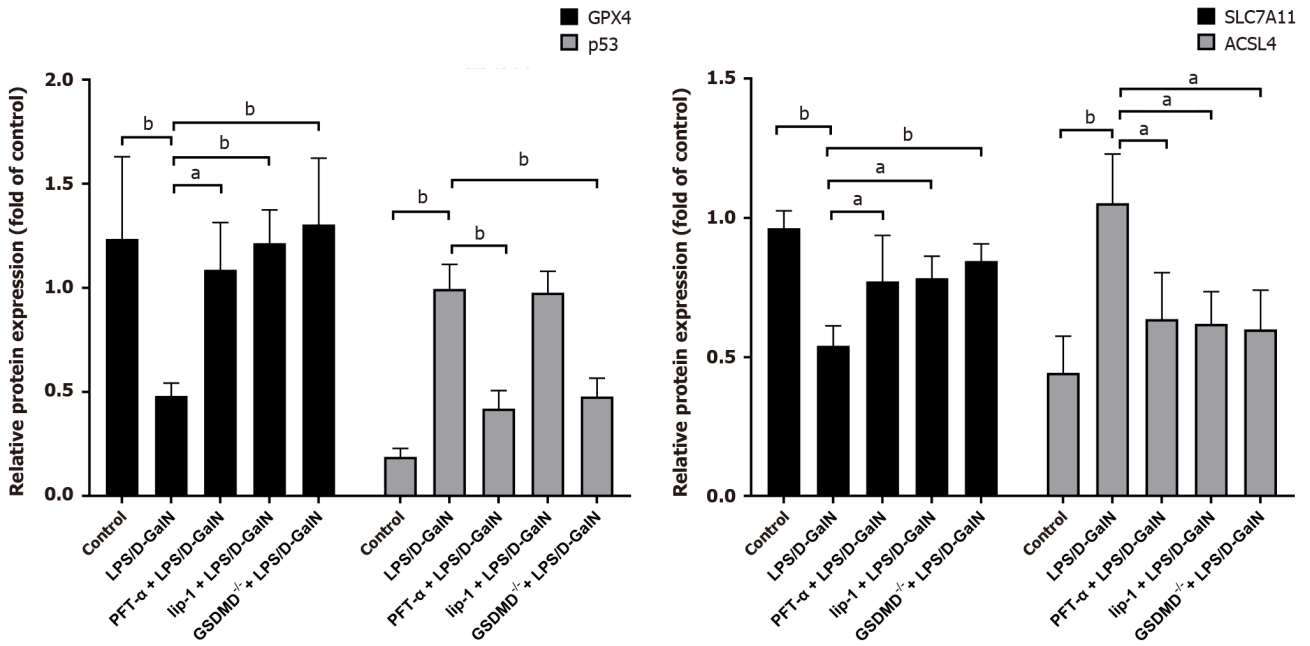 GPX4
p53
Relative protein expression (fold of control)
2.0
1.5
1.0
0.5
0.0
b
b
b
a
b
b
b
Control
LPS/D-GalN
PFT-α + LPS/D-GalN
lip-1 + LPS/D-GalN
GSDMD-/- + LPS/D-GalN
Control
LPS/D-GalN
PFT-α + LPS/D-GalN
lip-1 + LPS/D-GalN
GSDMD-/- + LPS/D-GalN
SLC7A11
ACSL4
Relative protein expression (fold of control)
1.5
1.0
0.5
0.0
b
b
a
a
a
a
b
a
Control
LPS/D-GalN
PFT-α + LPS/D-GalN
lip-1 + LPS/D-GalN
GSDMD-/- + LPS/D-GalN
Control
LPS/D-GalN
PFT-α + LPS/D-GalN
lip-1 + LPS/D-GalN
GSDMD-/- + LPS/D-GalN